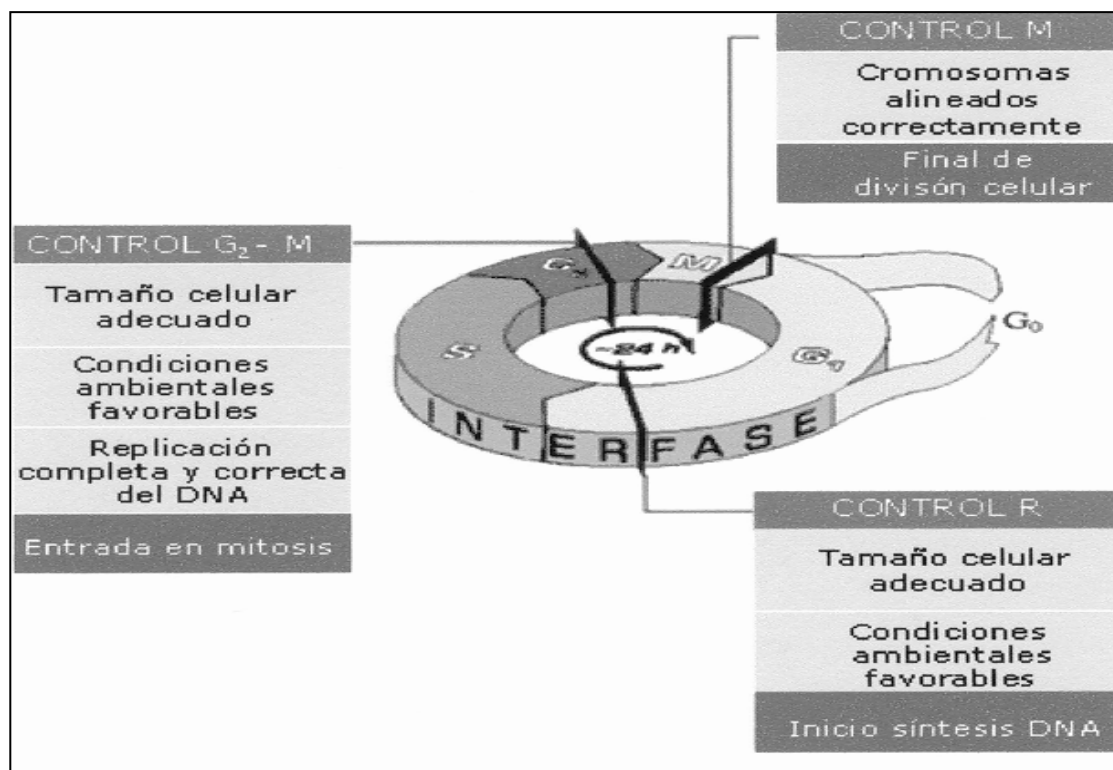 CONTROL M
Cromosomas
alineados
correctamente
Final de
divisón celular
CONTROL G₂ - M
Tamaño celular
adecuado
Condiciones
ambientales
favorables
Replicación
completa y correcta
del DNA
Entrada en mitosis
G₂
M
S
~24 h
G₁
G₀
INTERFASE
CONTROL R
Tamaño celular
adecuado
Condiciones
ambientales
favorables
Inicio síntesis DNA